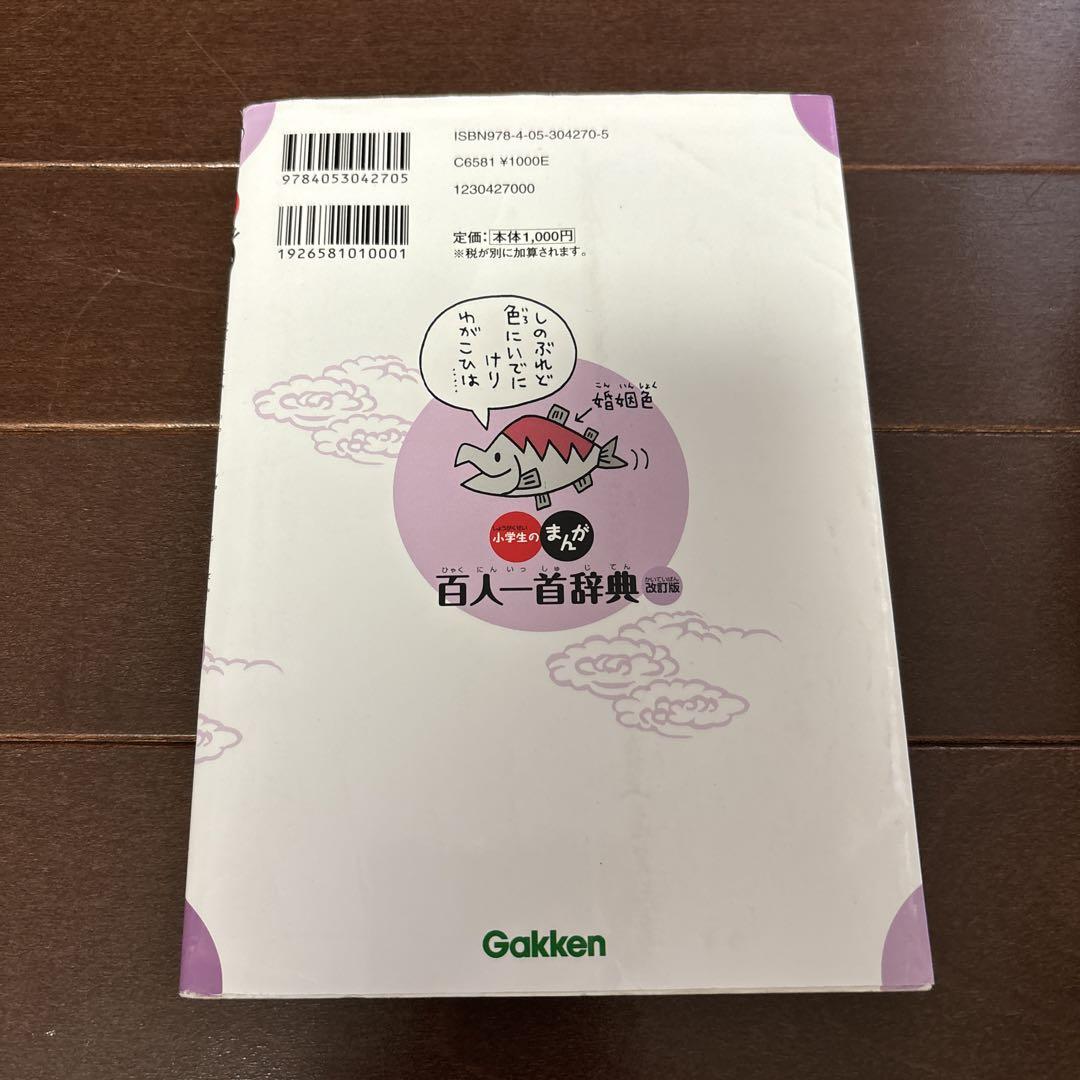 9784053042705
1926581010001
ISBN978-4-05-304270-5
C6581 ¥1000E
1230427000
定価：本体1,000円
※税が別に加算されます。
しのぶれど
色にいでに
いろ
けり
わがこひは……
こんいんしょく
婚姻色
しょうがくせい
小学生の
まんが
ひゃくにんいっしゅじてん
百人一首辞典
かいていばん
改訂版
Gakken